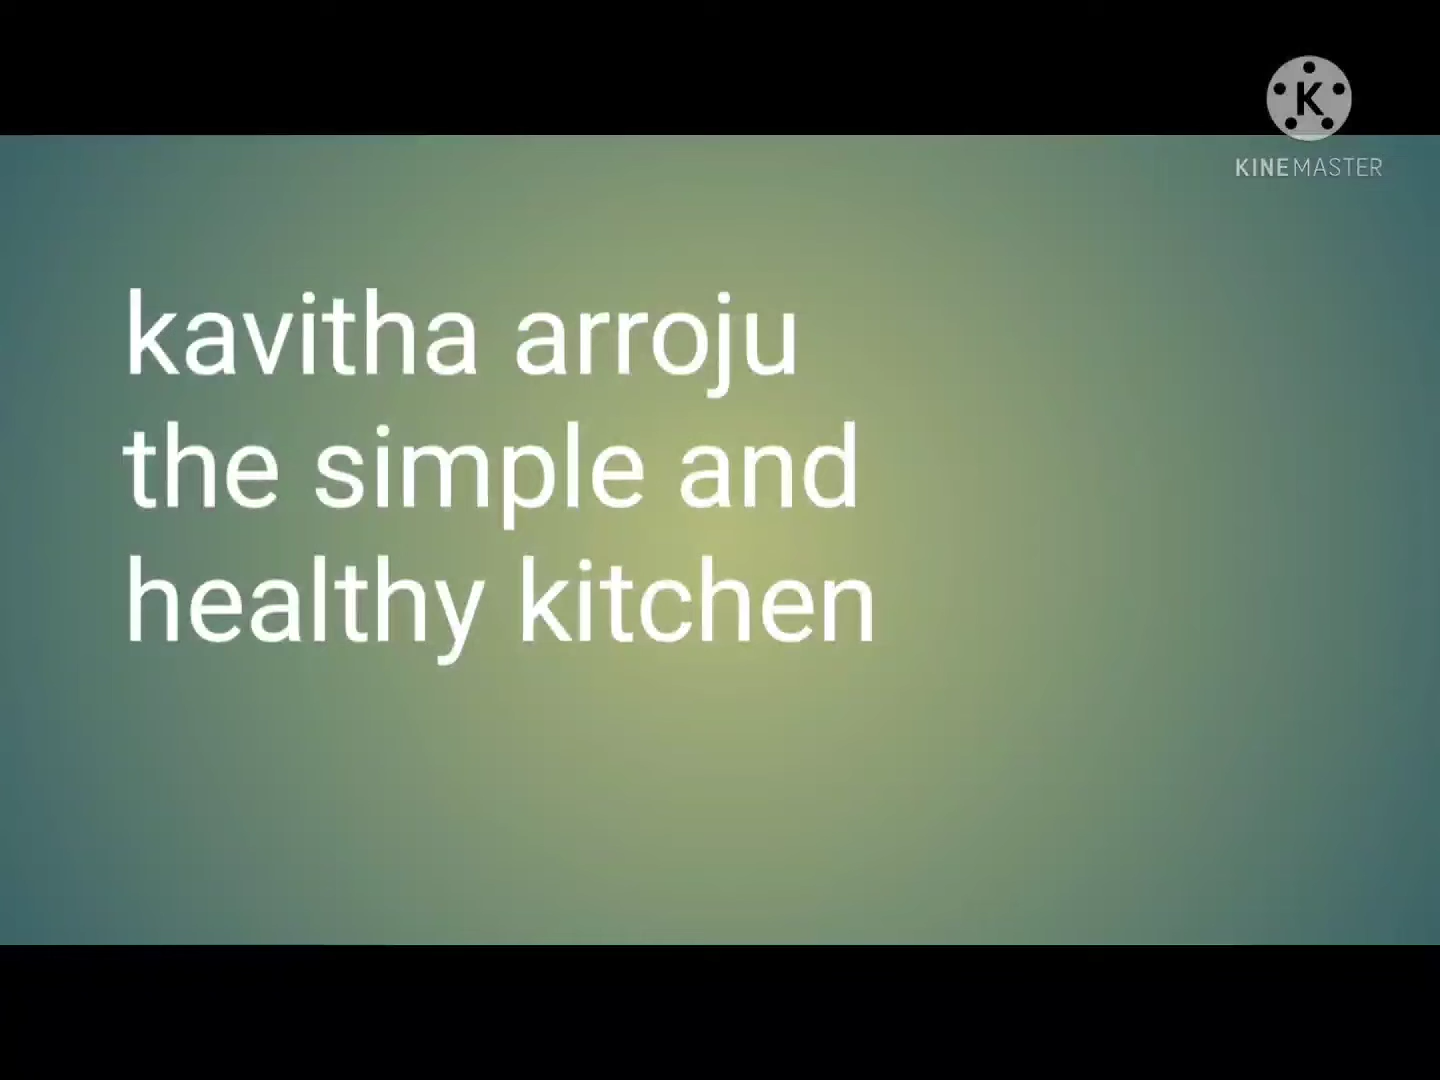 K
KINEMASTER
kavitha arroju
the simple and
healthy kitchen